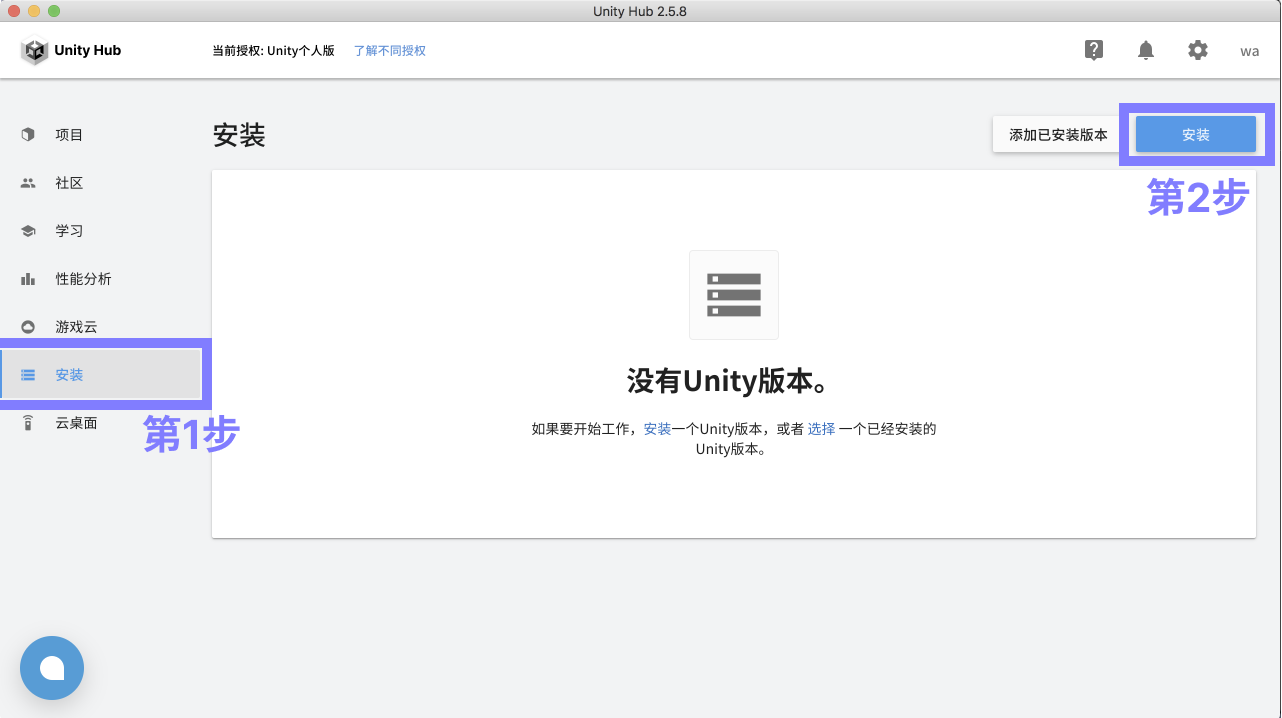 Unity Hub 2.5.8
Unity Hub
当前授权: Unity个人版 了解不同授权
wa
项目
社区
学习
性能分析
游戏云
安装
云桌面
第1步
安装
添加已安装版本
安装
第2步
没有Unity版本。
如果要开始工作，安装一个Unity版本，或者 选择 一个已经安装的
Unity版本。